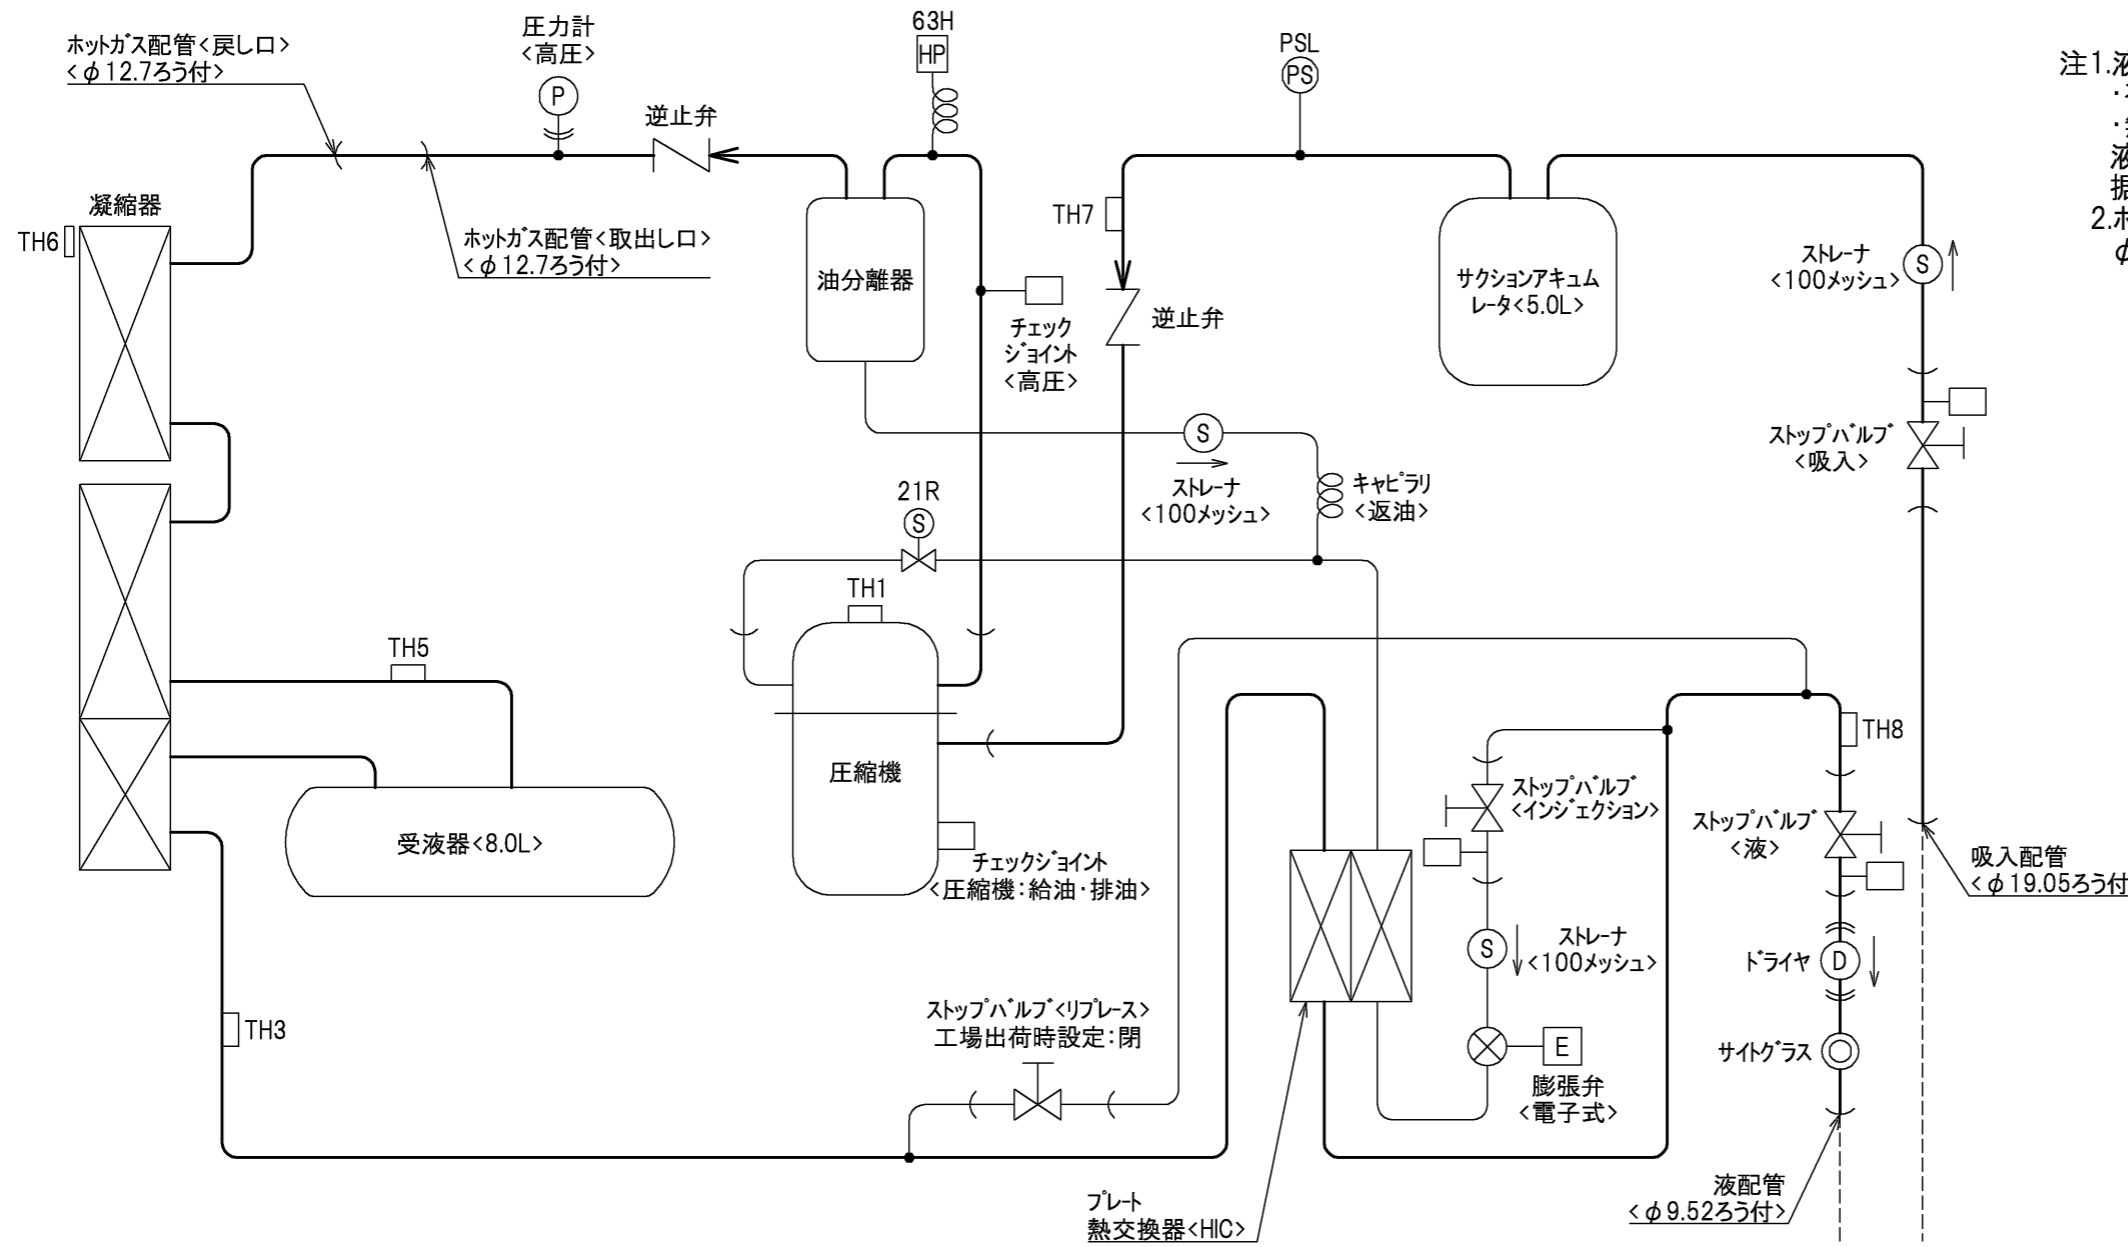 ホットガス配管<戻し口>
<φ12.7ろう付>
圧力計
<高圧>
P
63H
HP
逆止弁
PSL
PS
注1.液
2.ホ
凝縮器
TH6
ホットガス配管<取出し口>
<φ12.7ろう付>
油分離器
チェック
ジョイント
<高圧>
TH7
逆止弁
サクションアキュム
レータ<5.0L>
ストレーナ
<100メッシュ>
S
ストップバルブ
<吸入>
S
ストレーナ
<100メッシュ>
キャピラリ
<返油>
21R
S
TH1
TH5
圧縮機
受液器<8.0L>
チェックジョイント
<圧縮機:給油・排油>
TH8
ストップバルブ
<インジェクション>
ストップバルブ
<液>
吸入配管
<φ19.05ろう付
S
ストレーナ
<100メッシュ>
ドライヤ
D
TH3
ストップバルブ<リプレース>
工場出荷時設定:閉
E
膨張弁
<電子式>
サイトグラス
プレート
熱交換器<HIC>
液配管
<φ9.52ろう付>